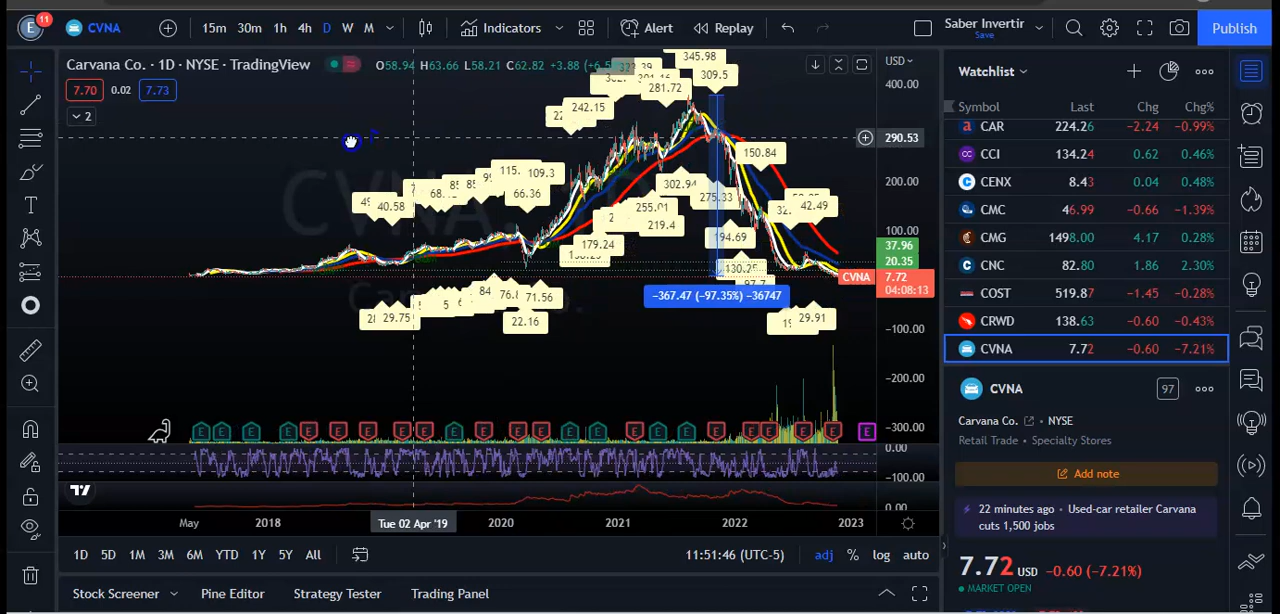 E 11 CVNA 15m 30m 1h 4h D W M Indicators Alert Replay Saber Invertir Save Publish
Carvana Co. · 1D · NYSE · TradingView O58.94 H63.66 L58.21 C62.82 +3.88
7.70 0.02 7.73
2
USD
400.00
290.53
200.00
100.00
37.96
20.35
CVNA 7.72
04:08:13
−100.00
−200.00
−300.00
0.00
−100.00
0.00
345.98
309.5
281.72
242.15
150.84
115.
109.3
66.36
68.
40.58
302.94
275.33
255.01
219.4
179.24
194.69
130.25
42.49
−367.47 (−97.35%) −36747
29.75
76.8
71.56
22.16
29.91
May 2018 Tue 02 Apr '19 2020 2021 2022 2023
1D 5D 1M 3M 6M YTD 1Y 5Y All 11:51:46 (UTC-5) adj % log auto
Stock Screener Pine Editor Strategy Tester Trading Panel
Watchlist
Symbol Last Chg Chg%
CAR 224.26 −2.24 −0.99%
CCI 134.24 0.62 0.46%
CENX 8.43 0.04 0.48%
CMC 46.99 −0.66 −1.39%
CMG 1498.00 4.17 0.28%
CNC 82.80 1.86 2.30%
COST 519.87 −1.45 −0.28%
CRWD 138.63 −0.60 −0.43%
CVNA 7.72 −0.60 −7.21%
CVNA 97
Carvana Co. · NYSE
Retail Trade · Specialty Stores
Add note
22 minutes ago · Used-car retailer Carvana
cuts 1,500 jobs
7.72 USD −0.60 (−7.21%)
MARKET OPEN